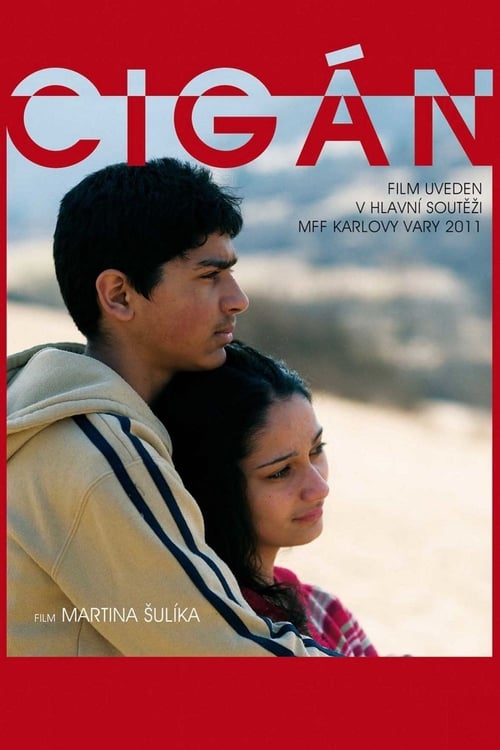 CIGÁN
FILM UVEDEN
V HLAVNÍ SOUTĚŽI
MFF KARLOVY VARY 2011
FILM MARTINA ŠULÍKA